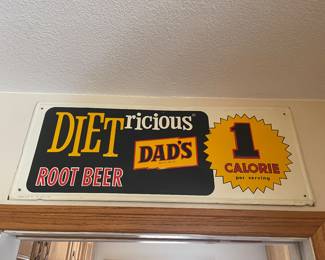 DIETricious®
DAD'S
ROOT BEER
1
CALORIE
per serving